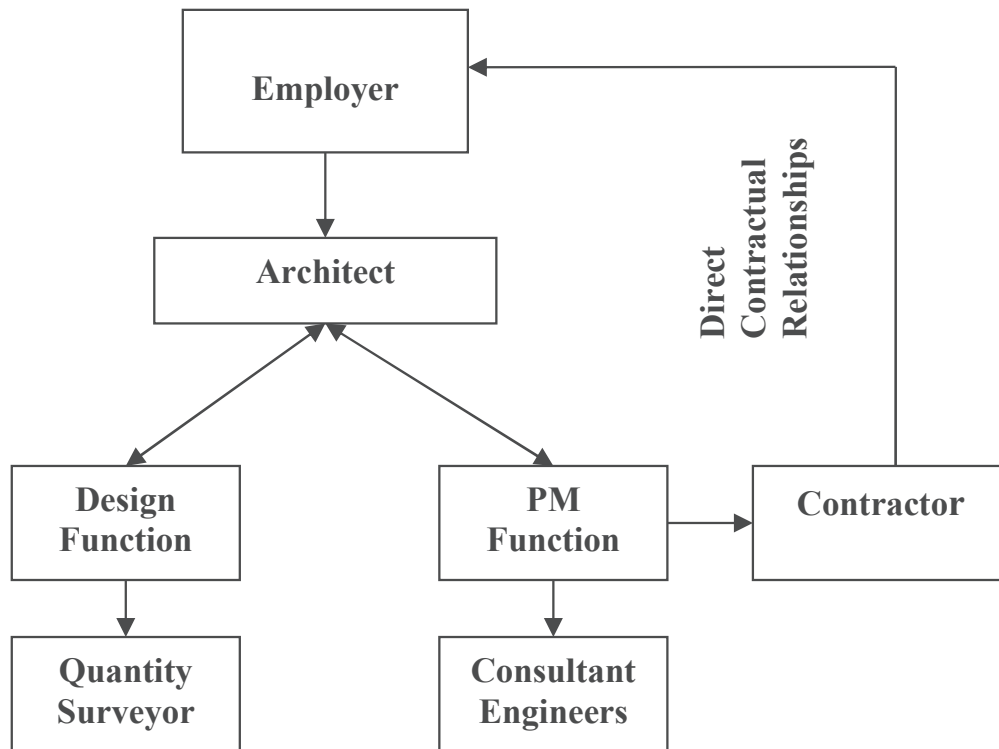 Employer
Direct
Contractual
Relationships
Architect
Design
Function
PM
Function
Contractor
Quantity
Surveyor
Consultant
Engineers